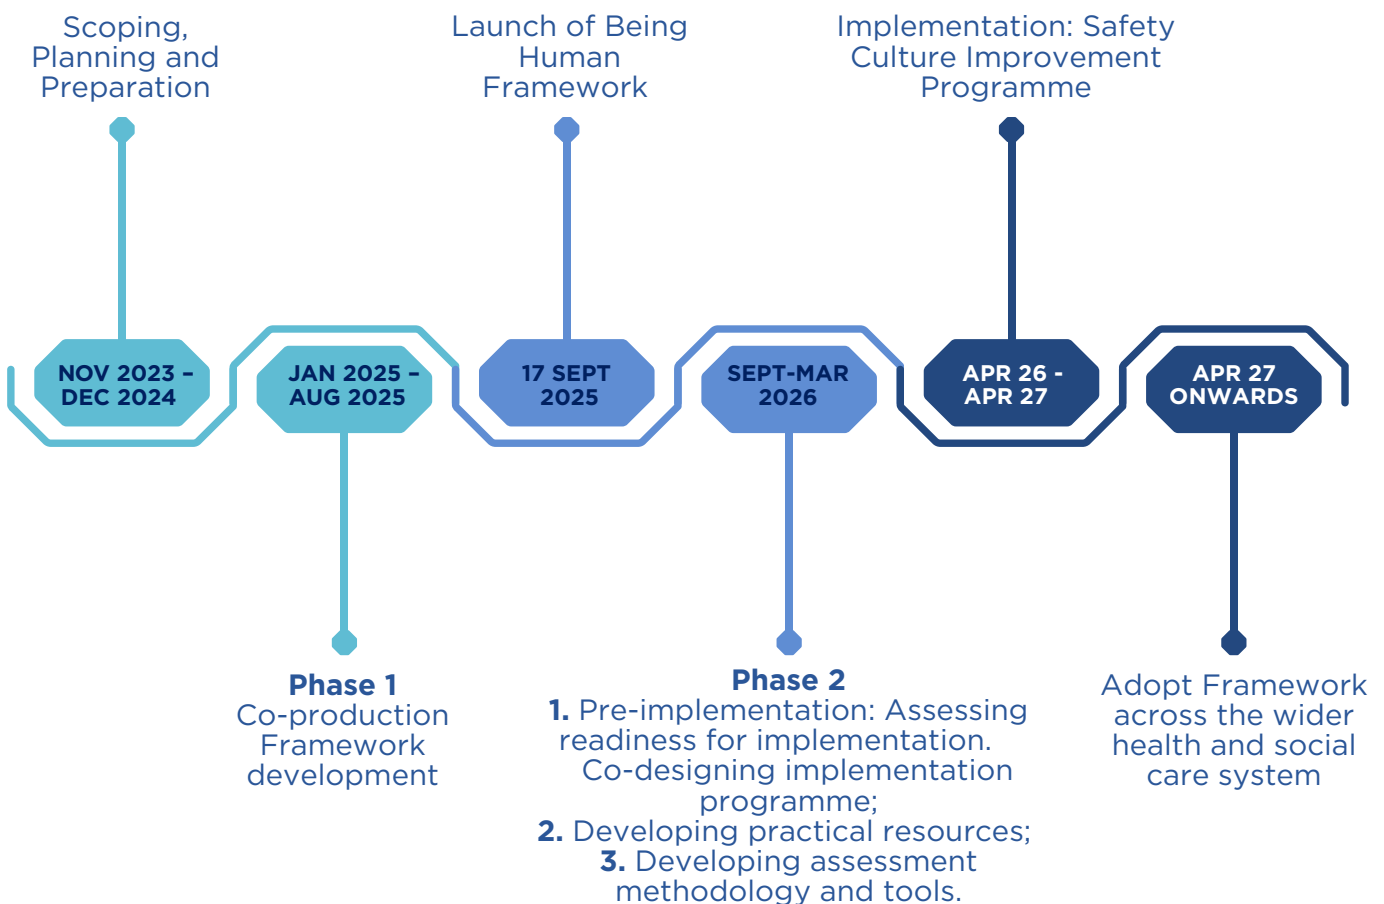 Scoping,
Planning and
Preparation
Launch of Being
Human
Framework
Implementation: Safety
Culture Improvement
Programme
NOV 2023 –
DEC 2024
JAN 2025 –
AUG 2025
17 SEPT
2025
SEPT-MAR
2026
APR 26 -
APR 27
APR 27
ONWARDS
Phase 1
Co-production
Framework
development
Phase 2
1. Pre-implementation: Assessing
readiness for implementation.
Co-designing implementation
programme;
2. Developing practical resources;
3. Developing assessment
methodology and tools.
Adopt Framework
across the wider
health and social
care system